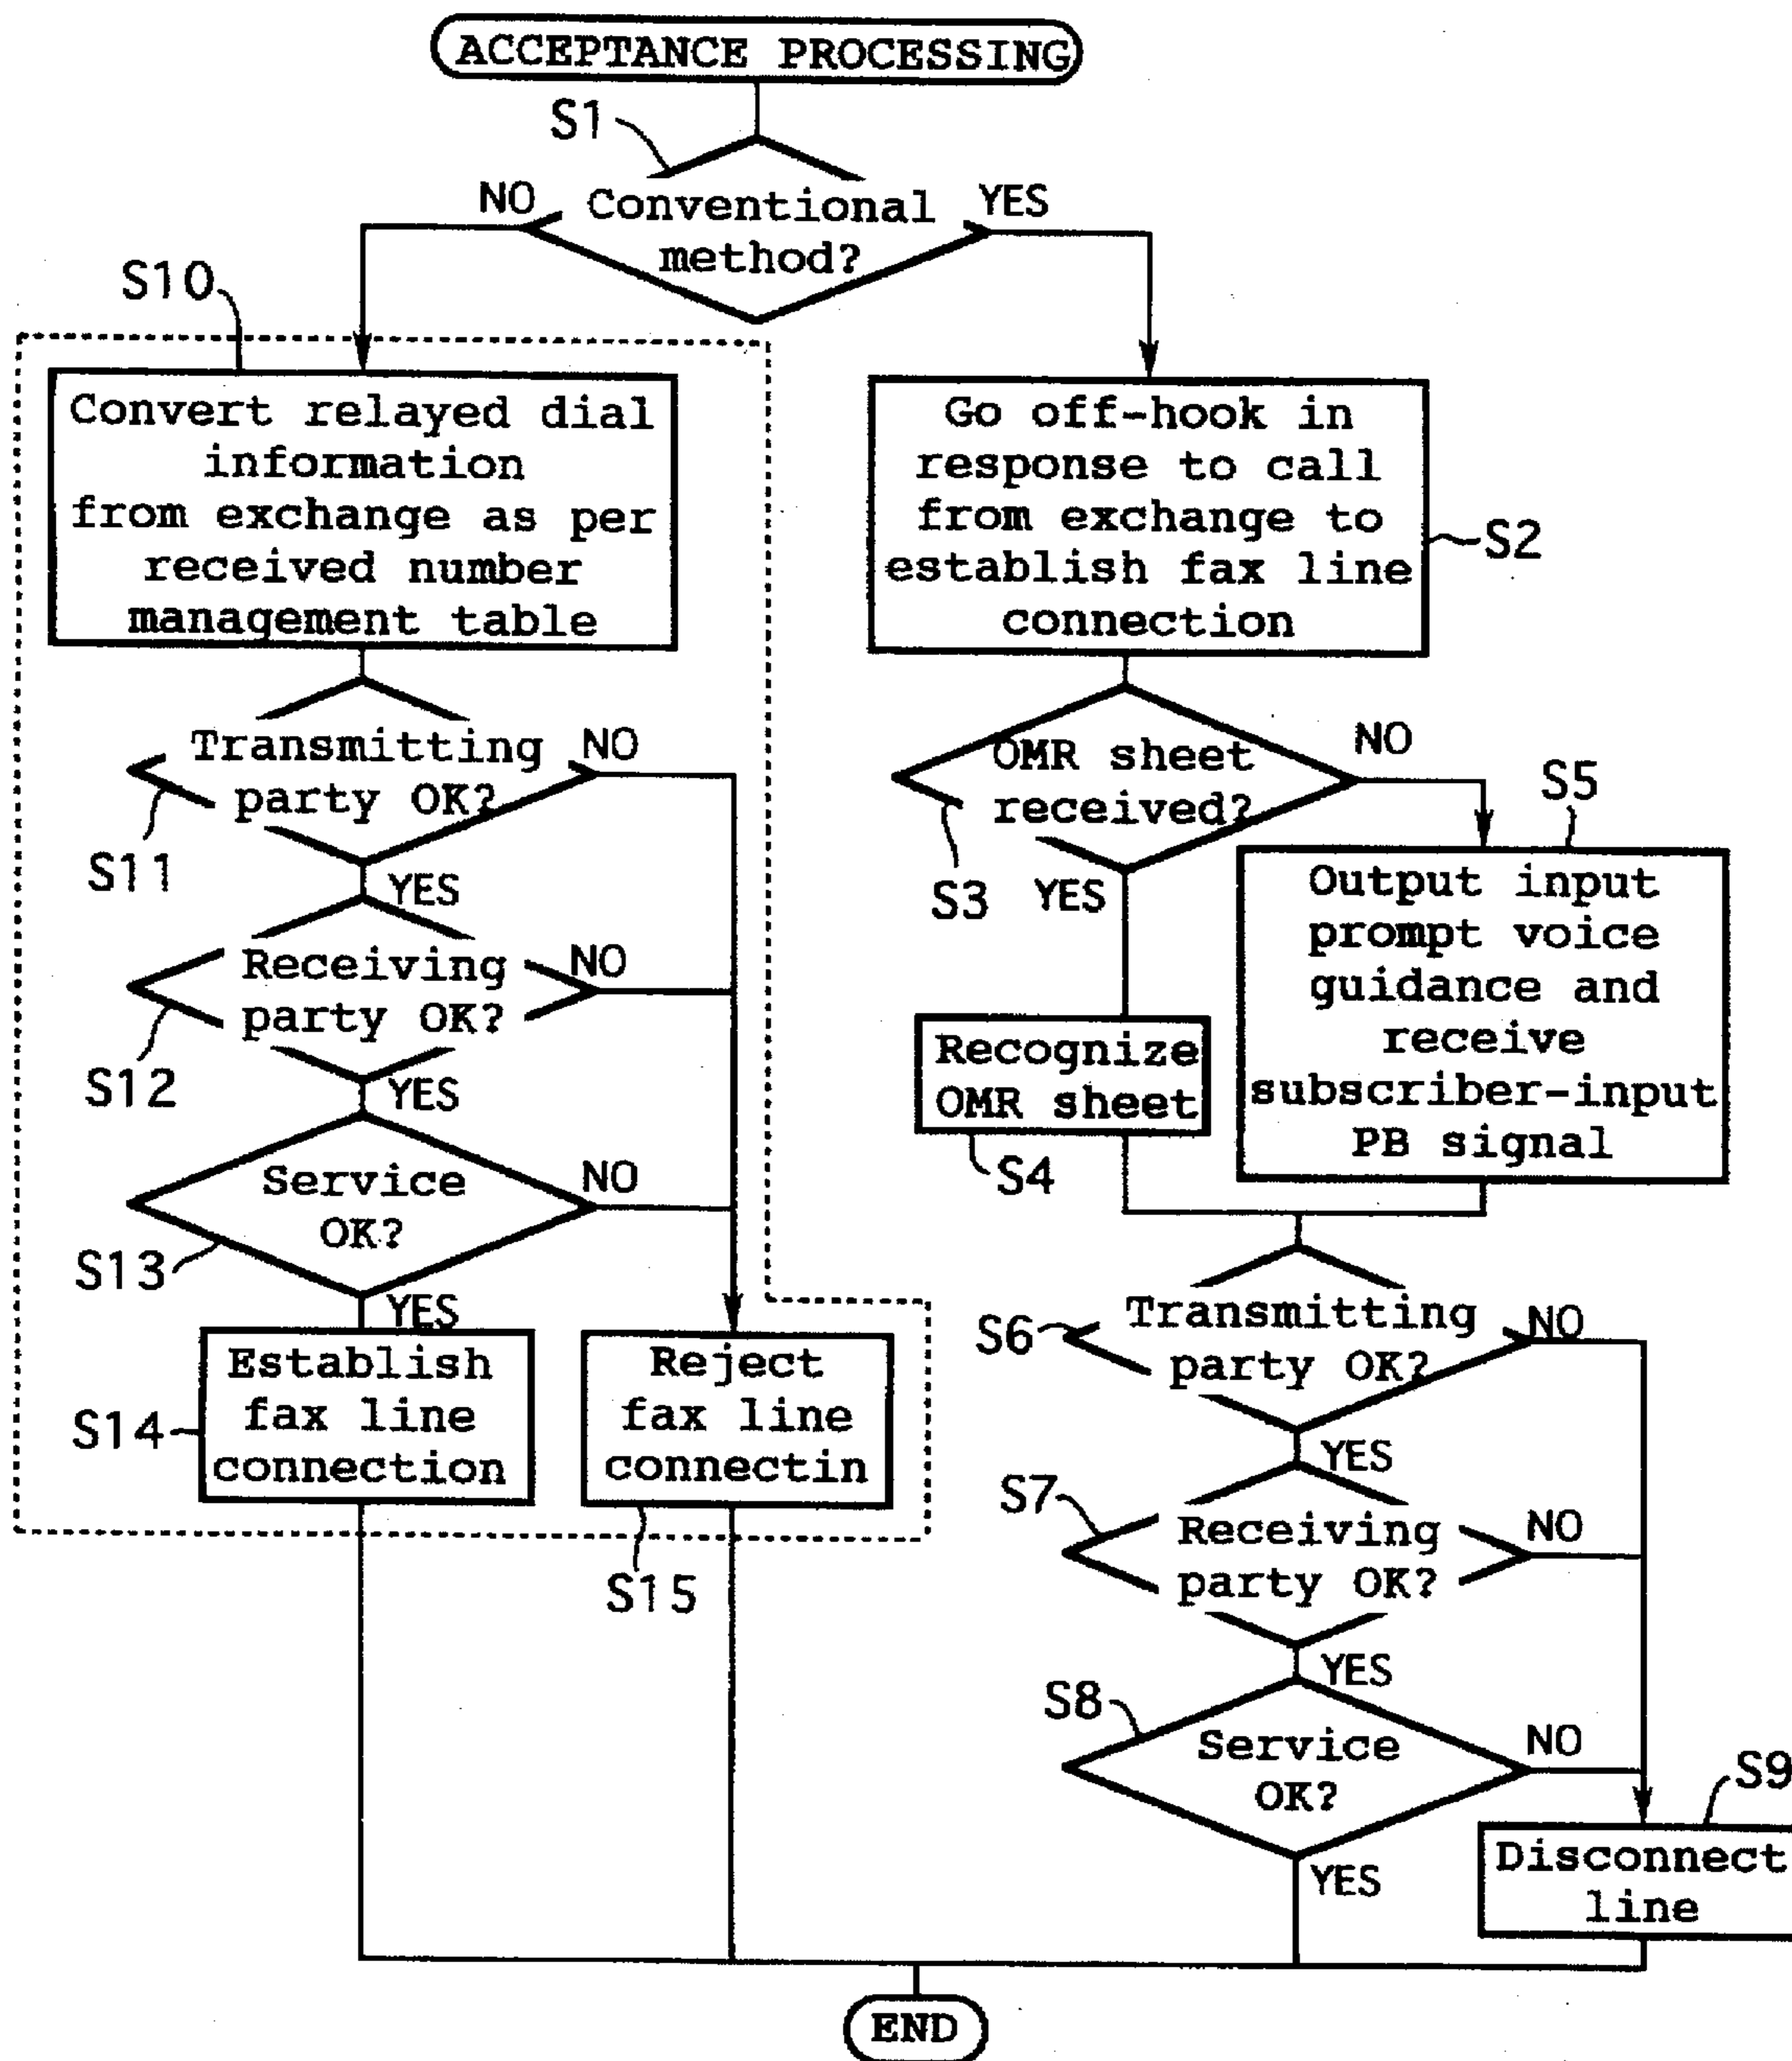 ACCEPTANCE PROCESSING
S1
NO
Conventional
method?
YES
S10
Convert relayed dial
information
from exchange as per
received number
management table
Transmitting
party OK?
NO
S11
YES
Receiving
party OK?
NO
S12
YES
Service
OK?
NO
S13
YES
Establish
fax line
connection
S14
Reject
fax line
connectin
S15
Go off-hook in
response to call
from exchange to
establish fax line
connection
S2
OMR sheet
received?
NO
S3
YES
Recognize
OMR sheet
S4
S5
Output input
prompt voice
guidance and
receive
subscriber-input
PB signal
S6
Transmitting
party OK?
NO
YES
S7
Receiving
party OK?
NO
YES
S8
Service
OK?
NO
YES
S9
Disconnect
line
END